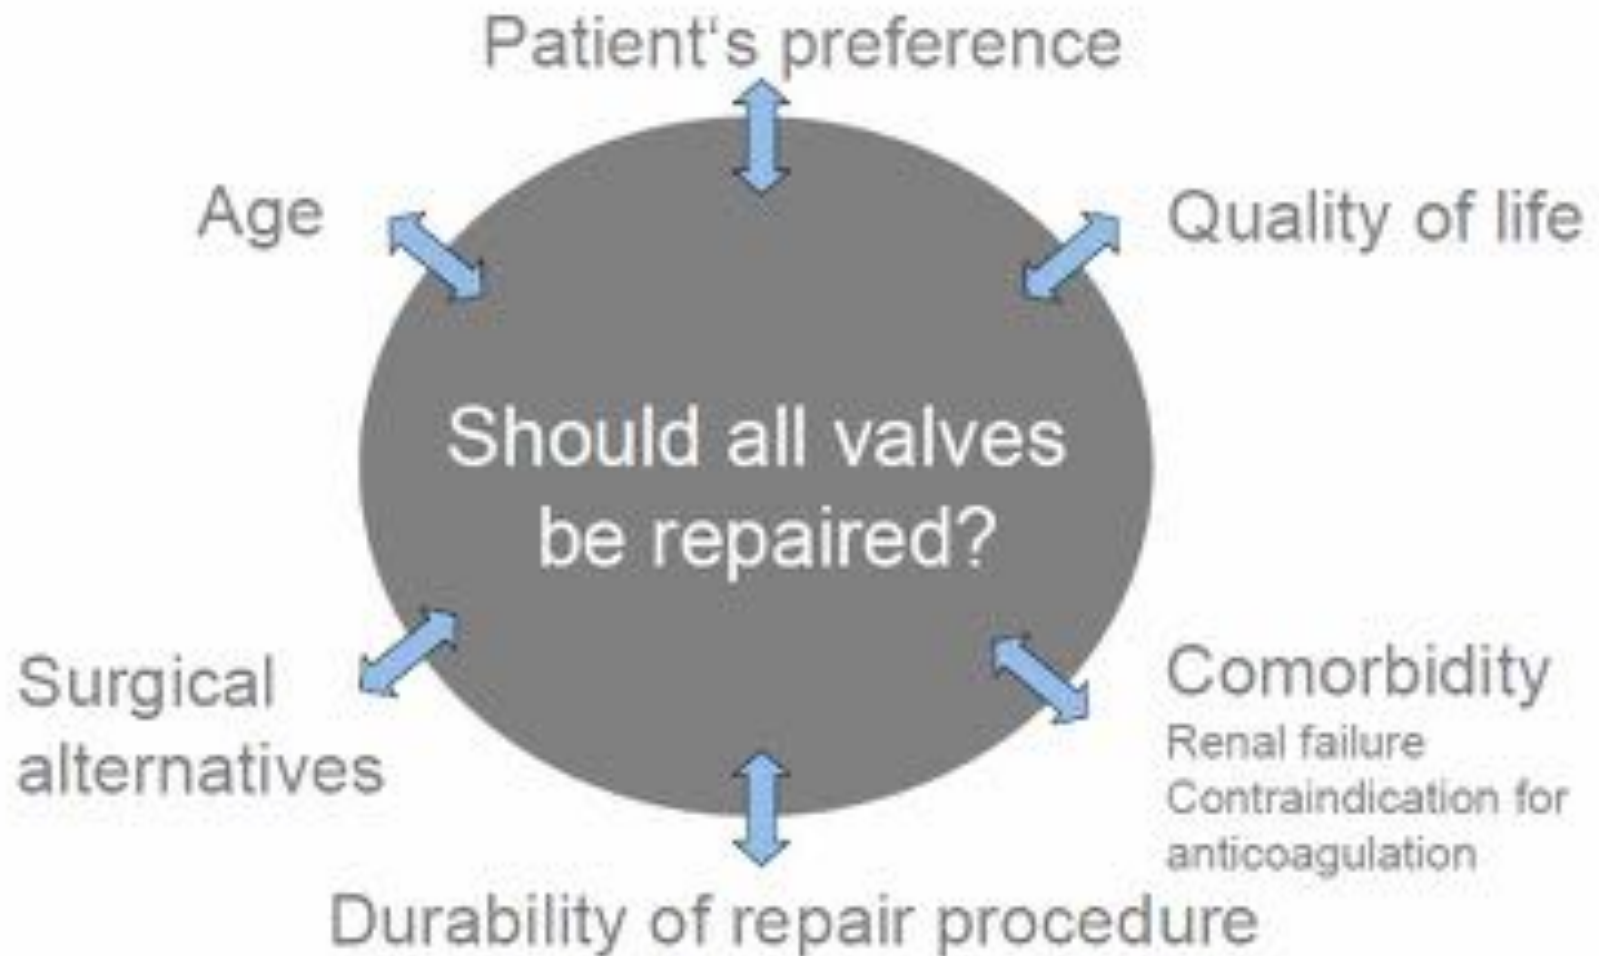 Patient‘s preference
Age
Quality of life
Should all valves
be repaired?
Surgical
alternatives
Comorbidity
Renal failure
Contraindication for
anticoagulation
Durability of repair procedure